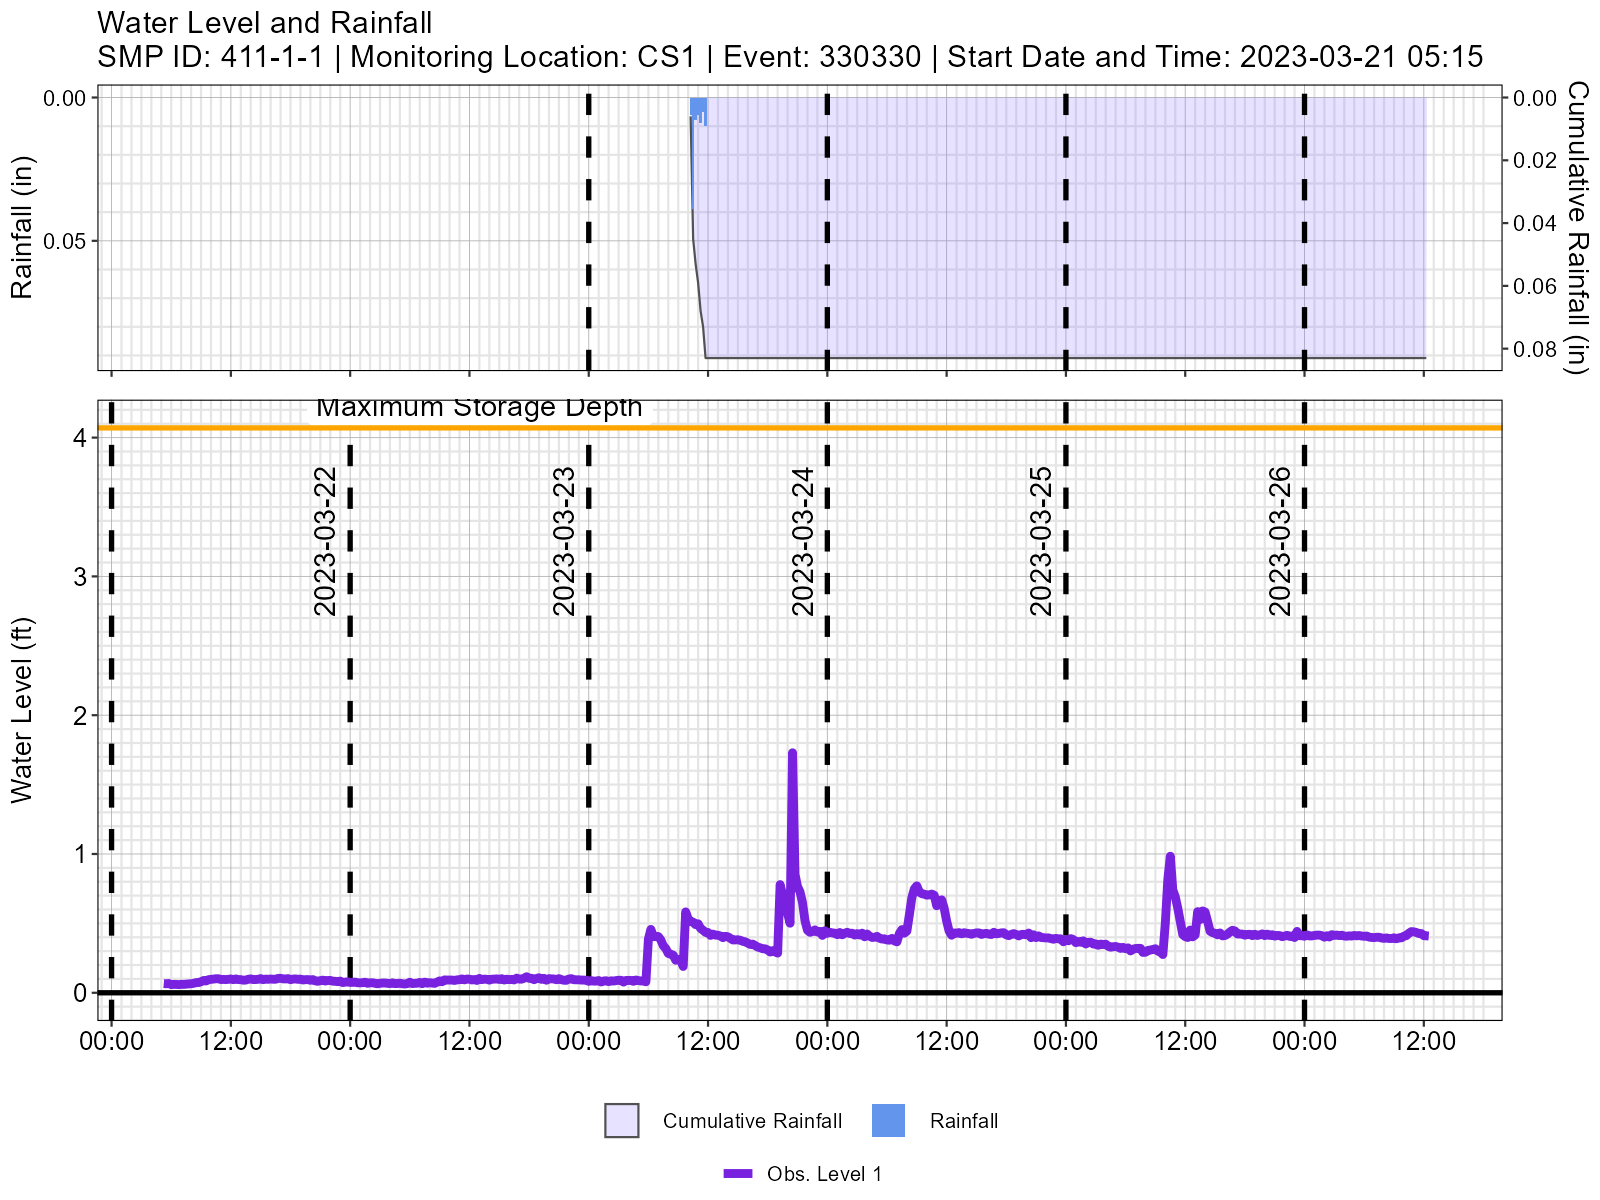 Water Level and Rainfall
SMP ID: 411-1-1 | Monitoring Location: CS1 | Event: 330330 | Start Date and Time: 2023-03-21 05:15
Rainfall (in)
0.00
0.05
0.00
0.02
0.04
0.06
0.08
Cumulative Rainfall (in)
Maximum Storage Depth
Water Level (ft)
4
3
2
1
0
2023-03-22
2023-03-23
2023-03-24
2023-03-25
2023-03-26
00:00 12:00 00:00 12:00 00:00 12:00 00:00 12:00 00:00 12:00 00:00 12:00
Cumulative Rainfall Rainfall
Obs. Level 1